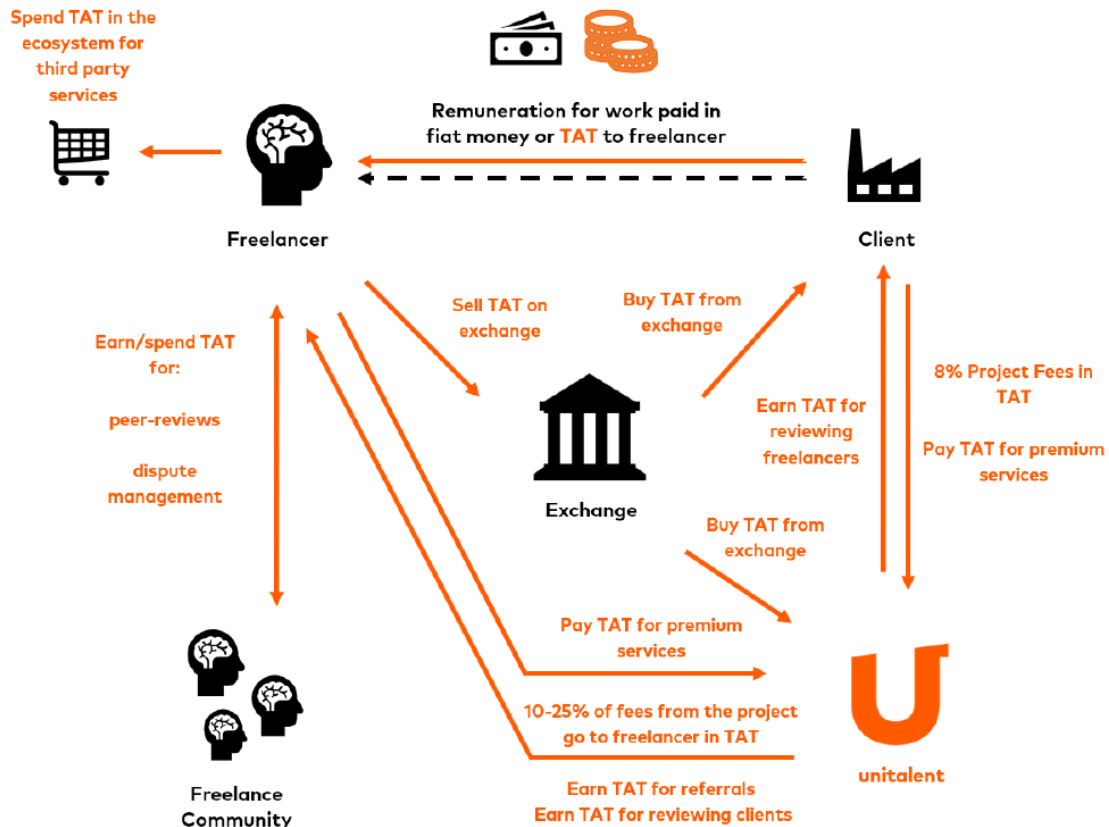 Spend TAT in the
ecosystem for
third party
services
Remuneration for work paid in
fiat money or TAT to freelancer
Freelancer
Client
Sell TAT on
exchange
Buy TAT from
exchange
Earn/spend TAT
for:
peer-reviews
dispute
management
8% Project Fees in
TAT
Pay TAT for premium
services
Earn TAT for
reviewing
freelancers
Exchange
Buy TAT from
exchange
Pay TAT for premium
services
10-25% of fees from the project
go to freelancer in TAT
Earn TAT for referrals
Earn TAT for reviewing clients
unitalent
Freelance
Community